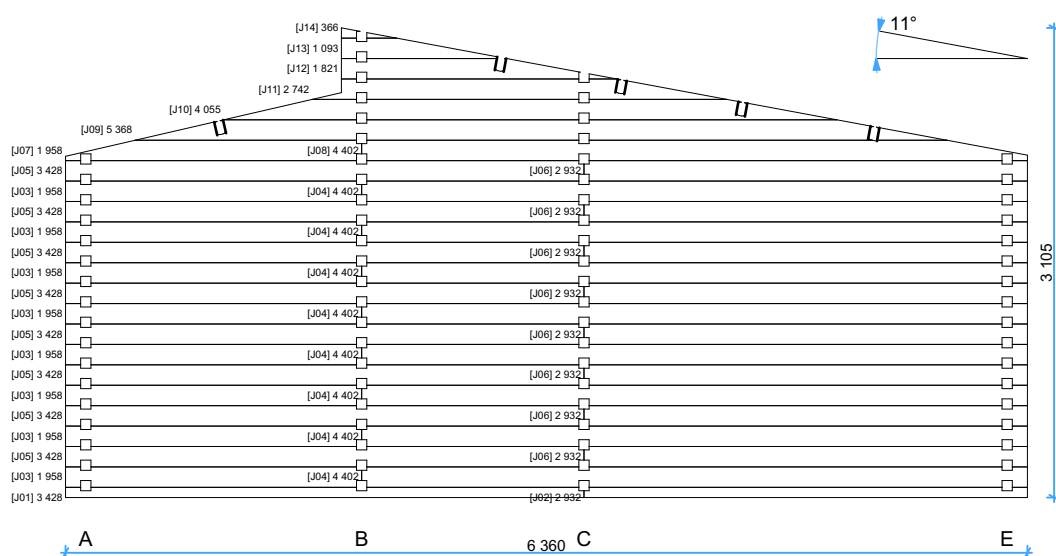 [J14] 366
11°
[J13] 1 093
[J12] 1 821
[J11] 2 742
[J10] 4 055
[J09] 5 368
[J07] 1 958 [J08] 4 402
[J05] 3 428 [J06] 2 932
[J03] 1 958 [J04] 4 402
[J05] 3 428 [J06] 2 932
[J03] 1 958 [J04] 4 402
[J05] 3 428 [J06] 2 932
[J03] 1 958 [J04] 4 402
[J05] 3 428 [J06] 2 932
[J03] 1 958 [J04] 4 402
[J05] 3 428 [J06] 2 932
[J03] 1 958 [J04] 4 402
[J05] 3 428 [J06] 2 932
[J03] 1 958 [J04] 4 402
[J05] 3 428 [J06] 2 932
[J03] 1 958 [J04] 4 402
[J05] 3 428 [J06] 2 932
[J03] 1 958 [J04] 4 402
[J01] 3 428 [J02] 2 932
3 105
A B C E
6 360